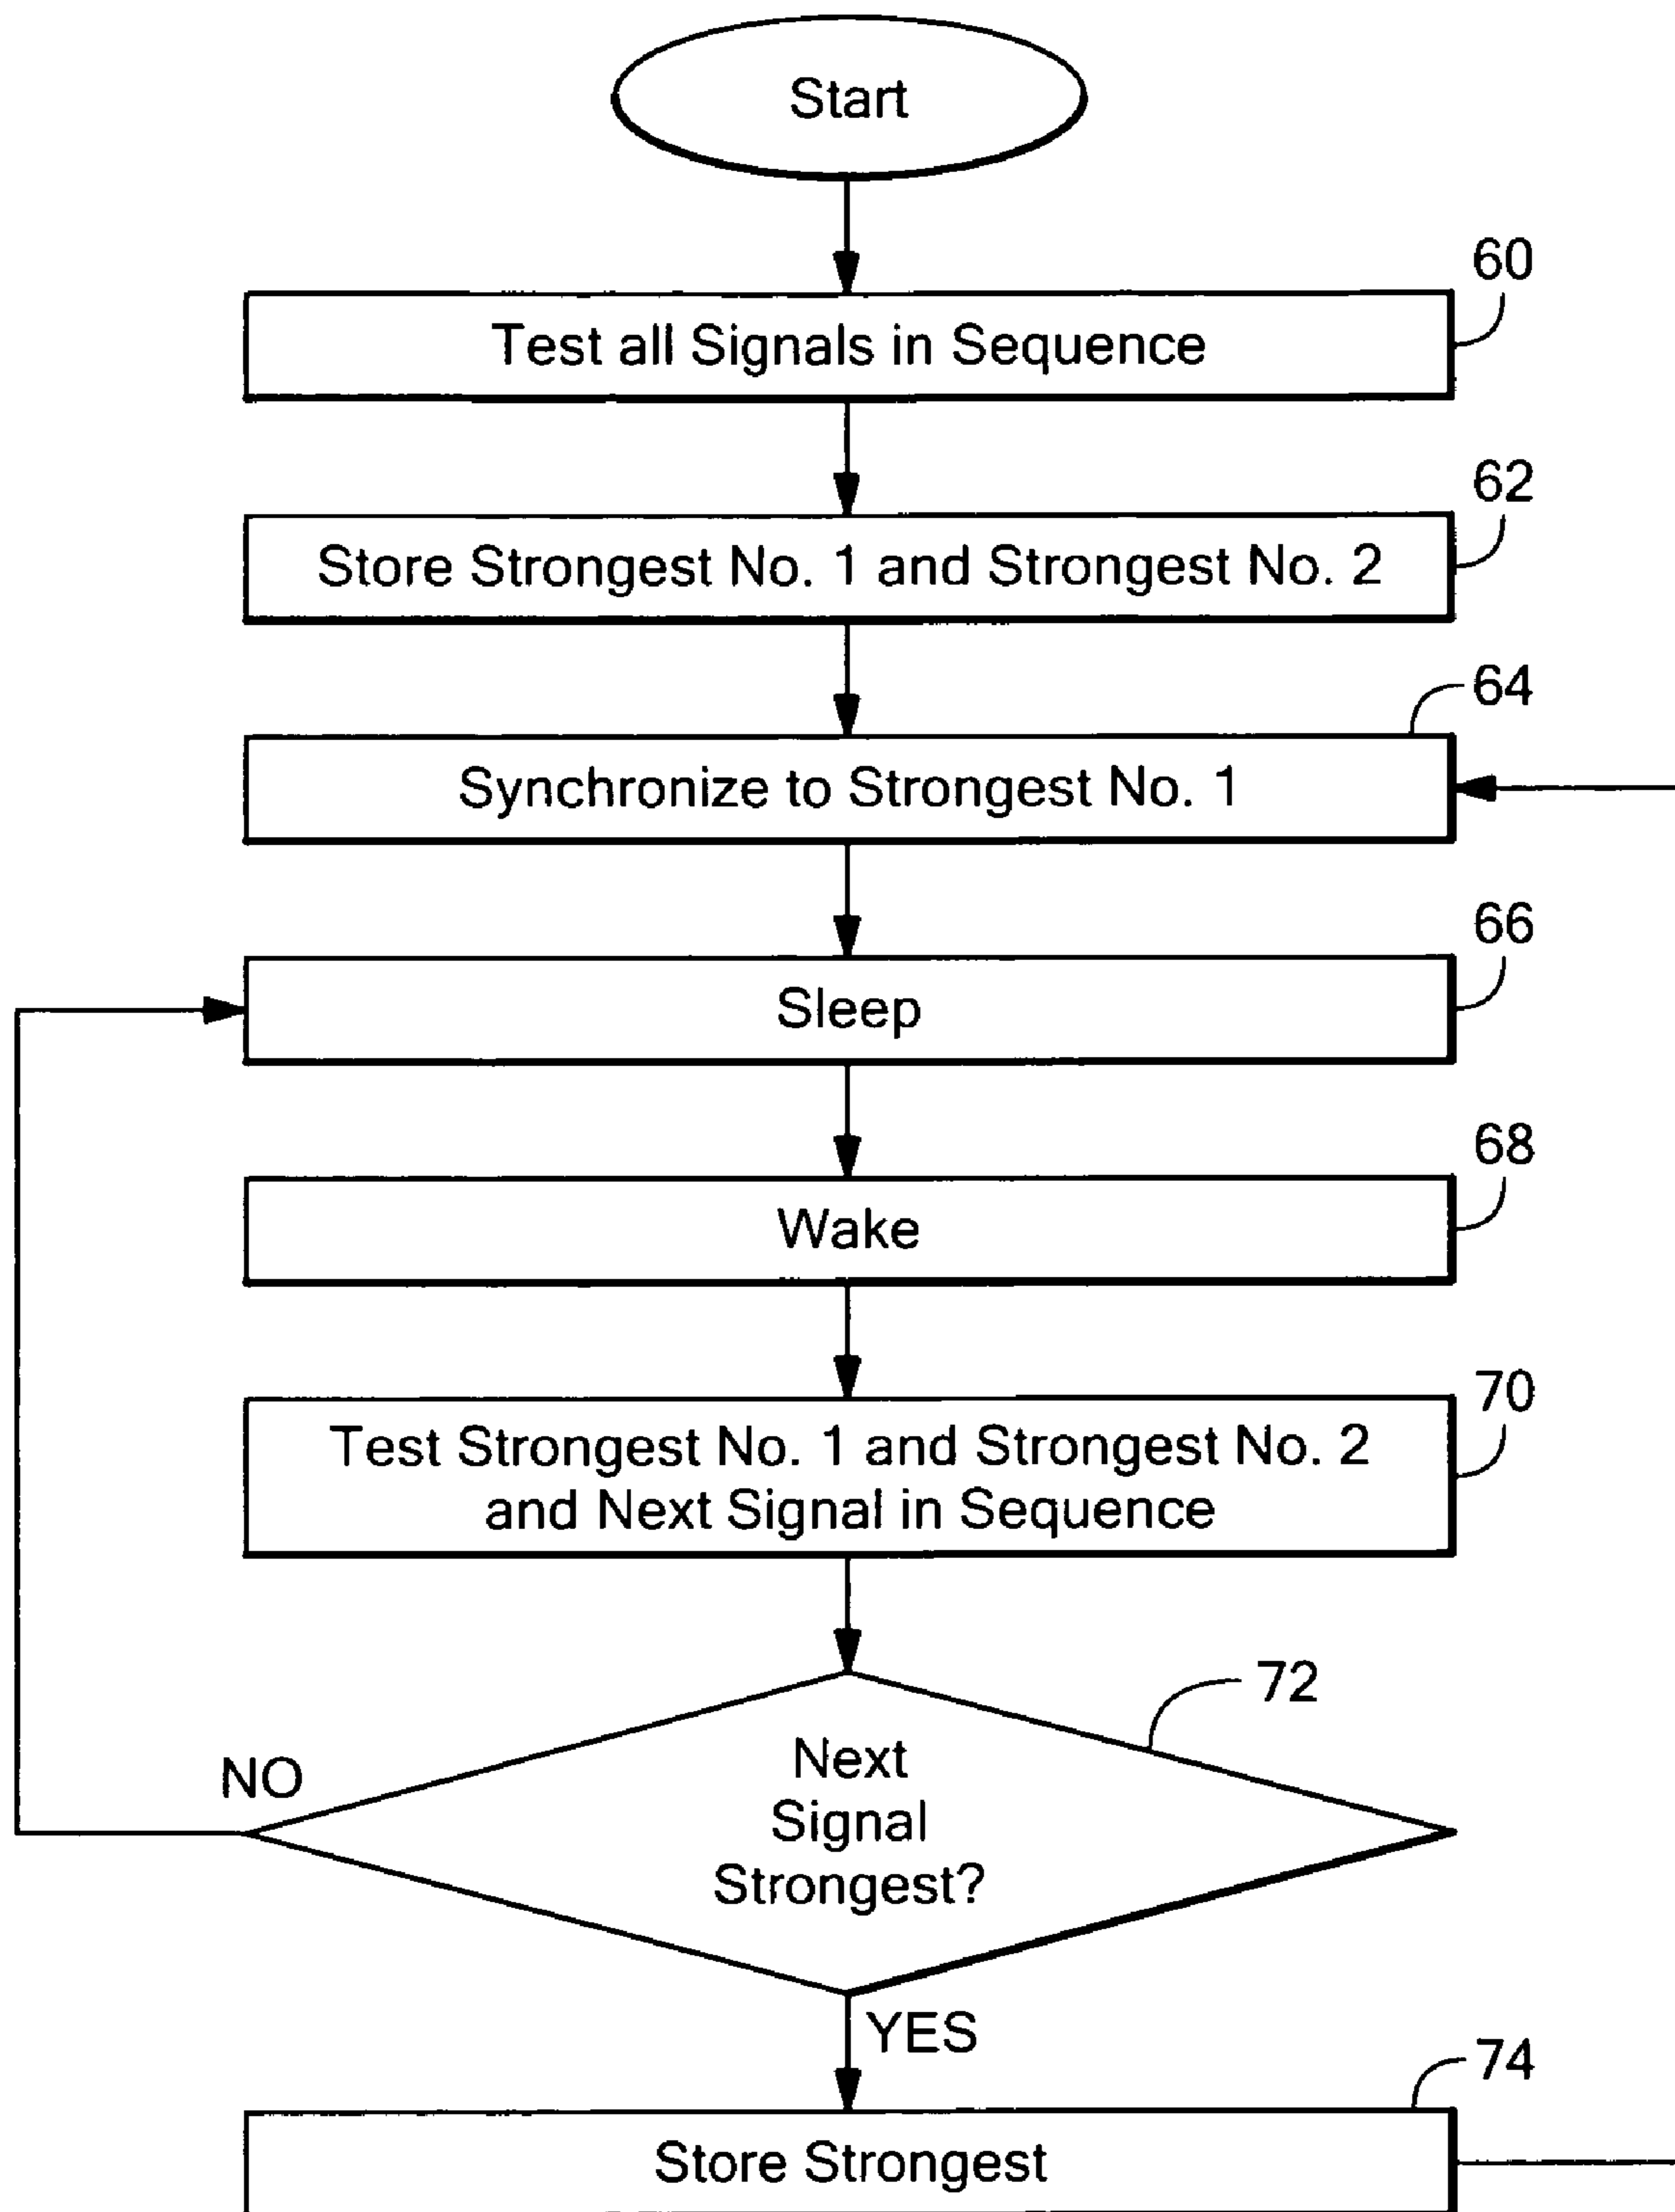 Start
60
Test all Signals in Sequence
62
Store Strongest No. 1 and Strongest No. 2
64
Synchronize to Strongest No. 1
66
Sleep
68
Wake
70
Test Strongest No. 1 and Strongest No. 2
and Next Signal in Sequence
72
Next
Signal
Strongest?
NO
YES
74
Store Strongest